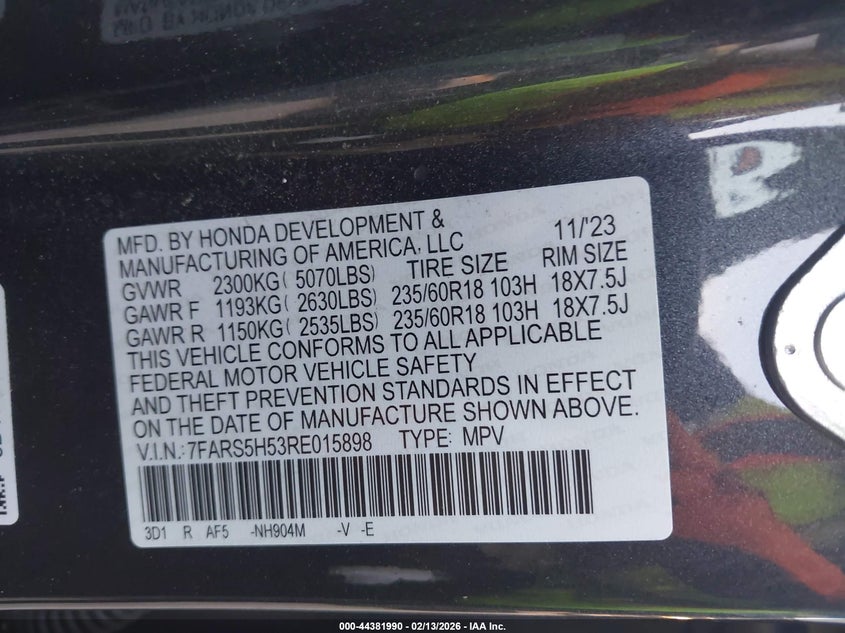 MFD. BY HONDA DEVELOPMENT & 11/'23
MANUFACTURING OF AMERICA, LLC
GVWR 2300KG( 5070LBS) TIRE SIZE RIM SIZE
GAWR F 1193KG( 2630LBS) 235/60R18 103H 18X7.5J
GAWR R 1150KG( 2535LBS) 235/60R18 103H 18X7.5J
THIS VEHICLE CONFORMS TO ALL APPLICABLE
FEDERAL MOTOR VEHICLE SAFETY
AND THEFT PREVENTION STANDARDS IN EFFECT
ON THE DATE OF MANUFACTURE SHOWN ABOVE.
V.I.N.: 7FARS5H53RE015898 TYPE: MPV
3D1 R AF5 -NH904M -V -E
000-44381990 - 02/13/2026 - IAA Inc.